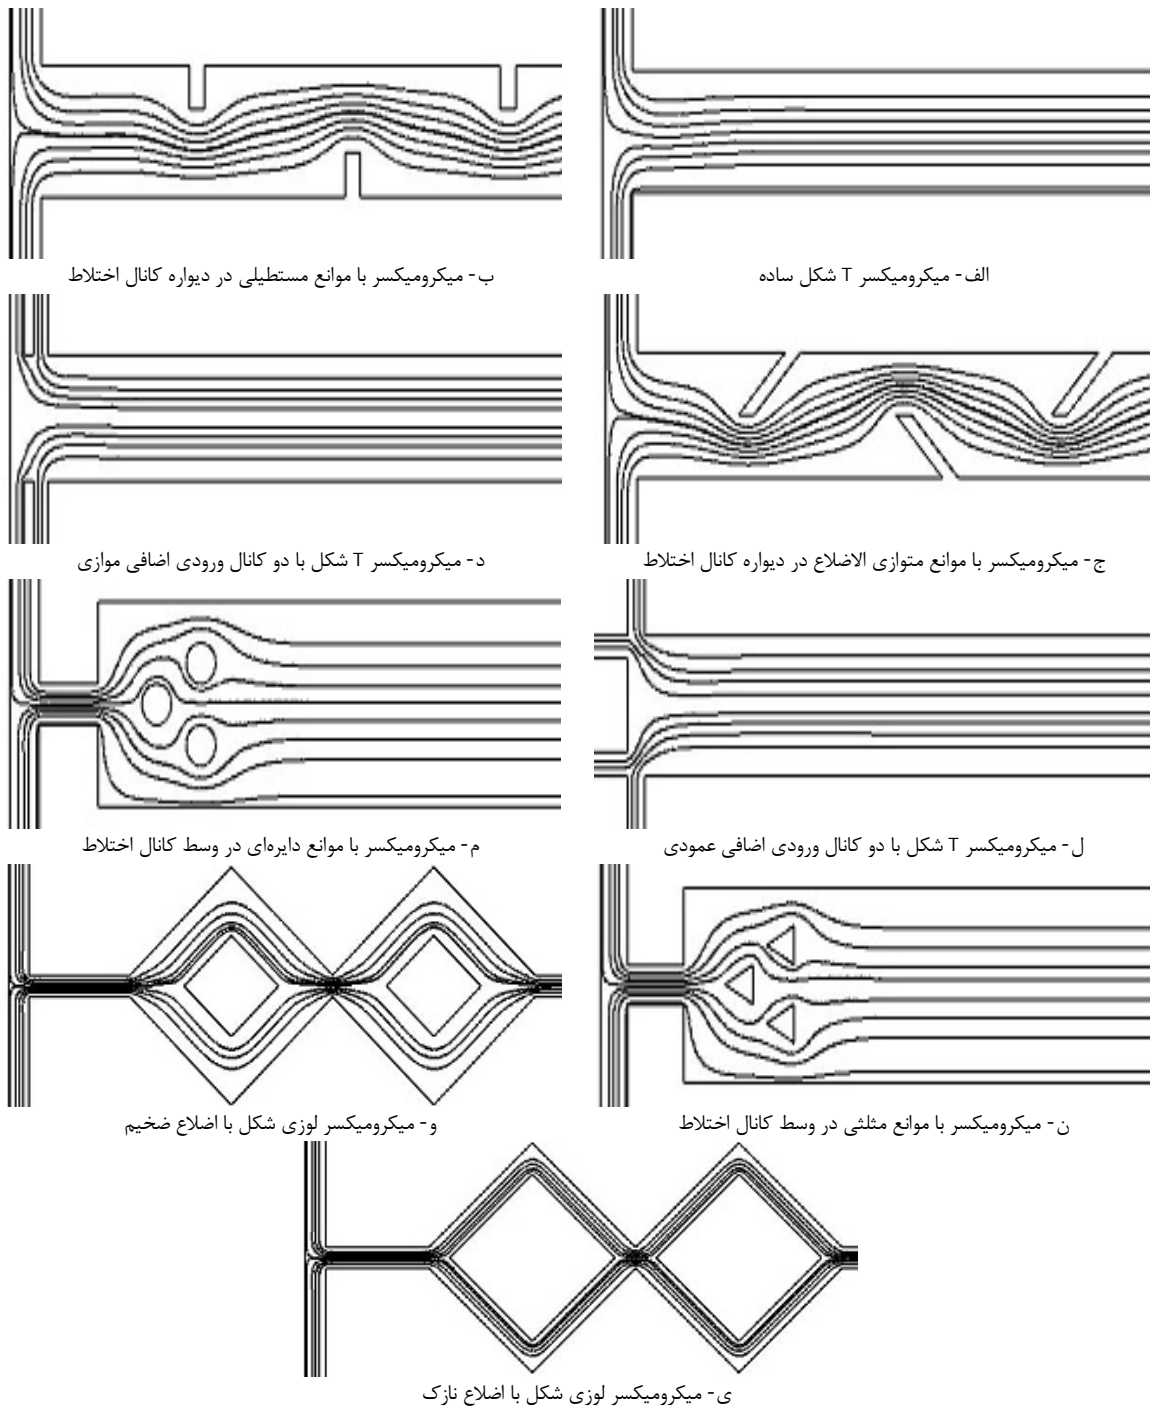 الف- میکرومیکسر T شکل ساده
ب- میکرومیکسر با موانع مستطیلی در دیواره کانال اختلاط
ج- میکرومیکسر با موانع متوازی الاضلاع در دیواره کانال اختلاط
د- میکرومیکسر T شکل با دو کانال ورودی اضافی موازی
ل- میکرومیکسر T شکل با دو کانال ورودی اضافی عمودی
م- میکرومیکسر با موانع دایره‌ای در وسط کانال اختلاط
ن- میکرومیکسر با موانع مثلثی در وسط کانال اختلاط
و- میکرومیکسر لوزی شکل با اضلاع ضخیم
ی- میکرومیکسر لوزی شکل با اضلاع نازک